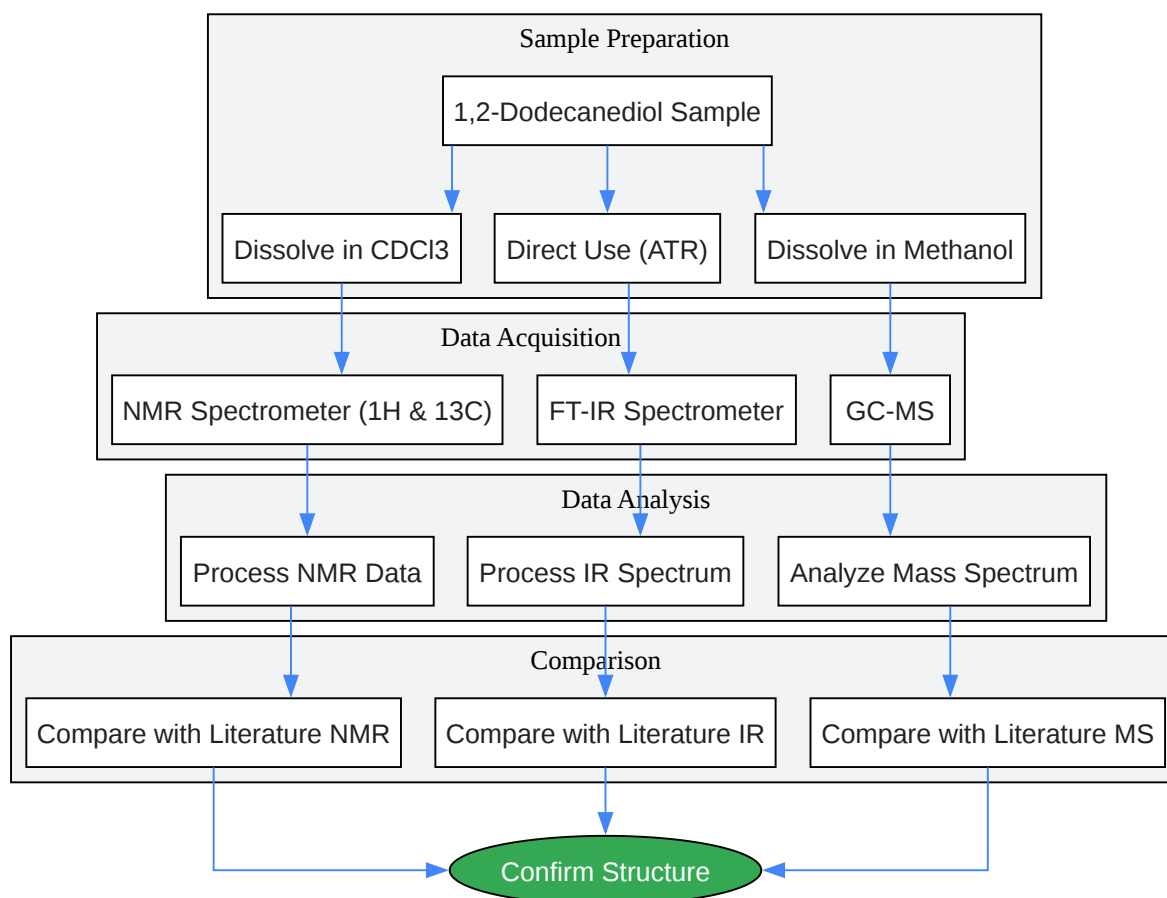 Sample Preparation
1,2-Dodecanediol Sample
Dissolve in CDCl3
Direct Use (ATR)
Dissolve in Methanol
Data Acquisition
NMR Spectrometer (1H & 13C)
FT-IR Spectrometer
GC-MS
Data Analysis
Process NMR Data
Process IR Spectrum
Analyze Mass Spectrum
Comparison
Compare with Literature NMR
Compare with Literature IR
Compare with Literature MS
Confirm Structure